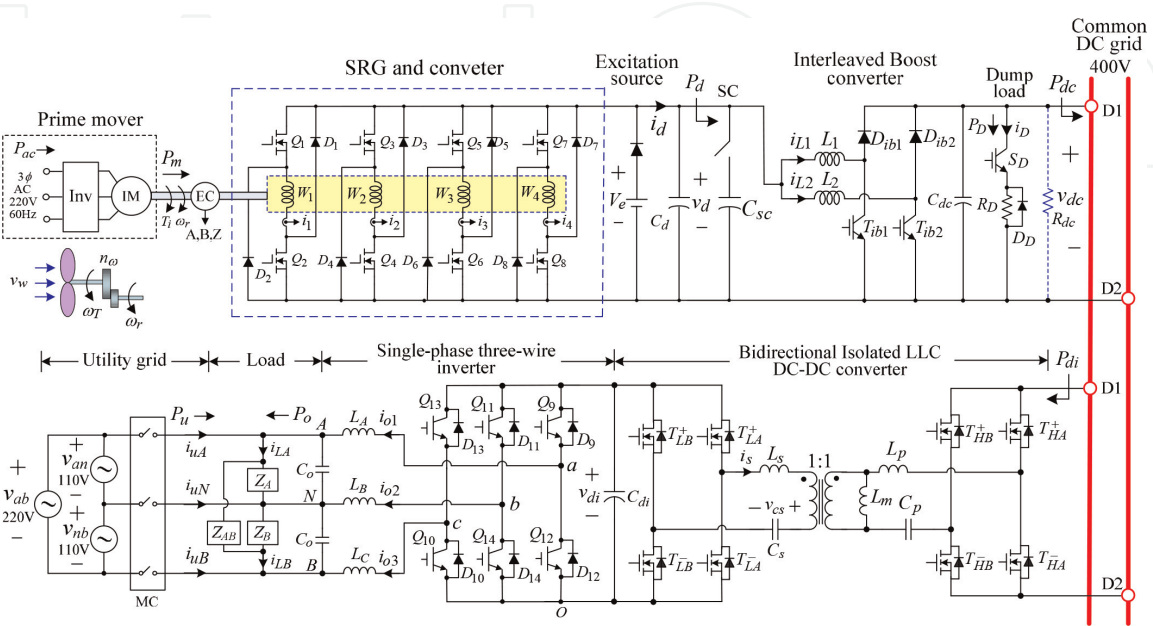 Common
DC grid
400V
SRG and conveter
Excitation
source
Interleaved Boost
converter
Dump
load
Prime mover
P_ac
3ϕ
AC
220V
60Hz
Inv
IM
P_m
T_i
ω_r
EC
A,B,Z
v_w
n_ω
ω_T
ω_r
Q_1
D_1
Q_3
D_3
Q_5
D_5
Q_7
D_7
W_1
W_2
W_3
W_4
i_1
i_2
i_3
i_4
D_2
Q_2
D_4
Q_4
D_6
Q_6
D_8
Q_8
i_d
P_d
SC
+
V_e
−
C_d
+
v_d
−
C_sc
i_L1
L_1
i_L2
L_2
D_ib1
D_ib2
T_ib1
T_ib2
C_dc
P_D
i_D
S_D
R_D
D_D
P_dc
+
v_dc
−
R_dc
D1
D2
Utility grid
Load
Single-phase three-wire
inverter
Bidirectional Isolated LLC
DC-DC converter
P_di
D1
D2
+
v_ab
220V
−
+
v_an
110V
−
+
v_nb
110V
−
MC
P_u
P_o
i_uA
i_uN
i_uB
i_LA
Z_A
Z_AB
Z_B
i_LB
A
N
B
C_o
C_o
L_A
i_o1
L_B
i_o2
L_C
i_o3
Q_13
D_13
Q_11
D_11
Q_9
D_9
a
b
c
Q_10
D_10
Q_14
D_14
Q_12
D_12
O
+
v_di
−
C_di
T_LB^+
T_LA^+
T_LB^−
T_LA^−
i_s
L_s
1:1
− v_cs +
C_s
L_p
L_m
C_p
T_HB^+
T_HA^+
T_HB^−
T_HA^−